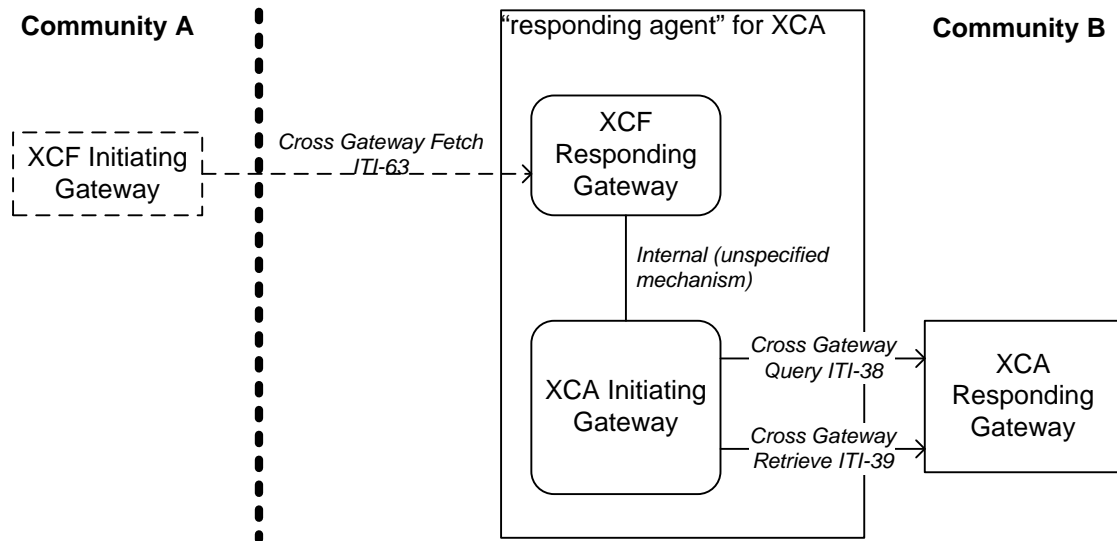 Community A
“responding agent” for XCA
Community B
XCF Initiating
Gateway
Cross Gateway Fetch
ITI-63
XCF
Responding
Gateway
Internal (unspecified
mechanism)
XCA Initiating
Gateway
Cross Gateway
Query ITI-38
Cross Gateway
Retrieve ITI-39
XCA
Responding
Gateway